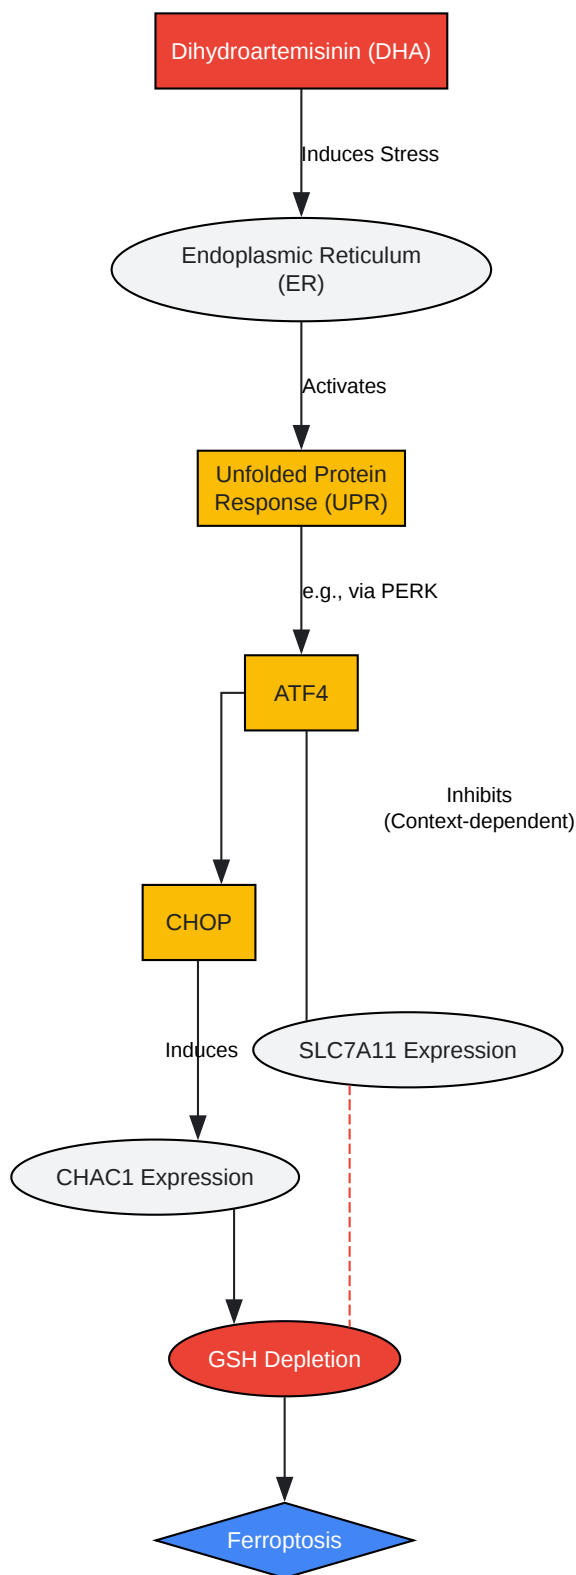 Dihydroartemisinin (DHA)
Induces Stress
Endoplasmic Reticulum
(ER)
Activates
Unfolded Protein
Response (UPR)
e.g., via PERK
ATF4
Inhibits
(Context-dependent)
CHOP
Induces
SLC7A11 Expression
CHAC1 Expression
GSH Depletion
Ferroptosis